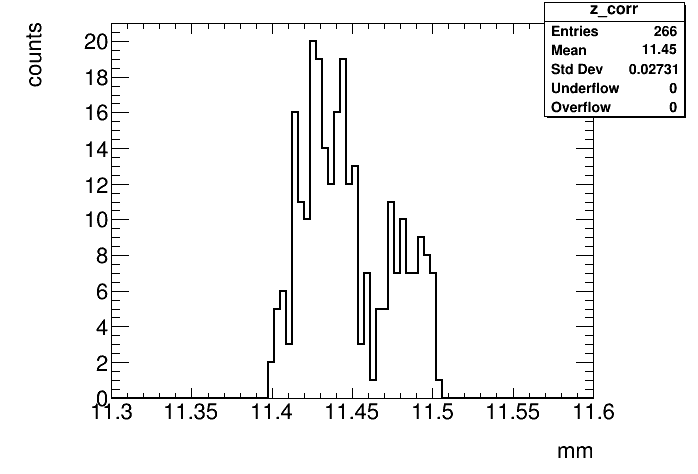 z_corr
Entries 266
Mean 11.45
Std Dev 0.02731
Underflow 0
Overflow 0
counts
20
18
16
14
12
10
8
6
4
2
0
11.3 11.35 11.4 11.45 11.5 11.55 11.6
mm